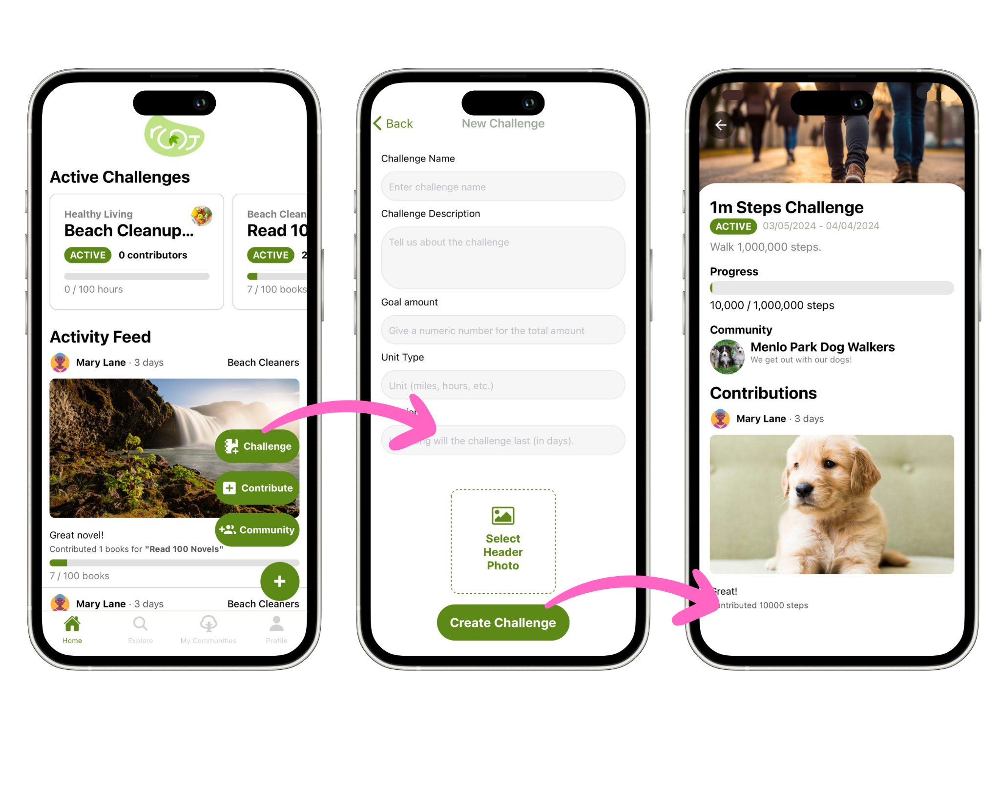 rOOT
Active Challenges
Healthy Living
Beach Cleanup...
ACTIVE 0 contributors
0 / 100 hours
Beach Clean
Read 10
ACTIVE 2
7 / 100 books
Activity Feed
Mary Lane · 3 days Beach Cleaners
Challenge
Contribute
Community
Great novel!
Contributed 1 books for "Read 100 Novels"
7 / 100 books
+
Mary Lane · 3 days Beach Cleaners
Home Explore My Communities Profile
Back New Challenge
Challenge Name
Enter challenge name
Challenge Description
Tell us about the challenge
Goal amount
Give a numeric number for the total amount
Unit Type
Unit (miles, hours, etc.)
will the challenge last (in days).
Select
Header
Photo
Create Challenge
1m Steps Challenge
ACTIVE 03/05/2024 - 04/04/2024
Walk 1,000,000 steps.
Progress
10,000 / 1,000,000 steps
Community
Menlo Park Dog Walkers
We get out with our dogs!
Contributions
Mary Lane · 3 days
Great!
Contributed 10000 steps